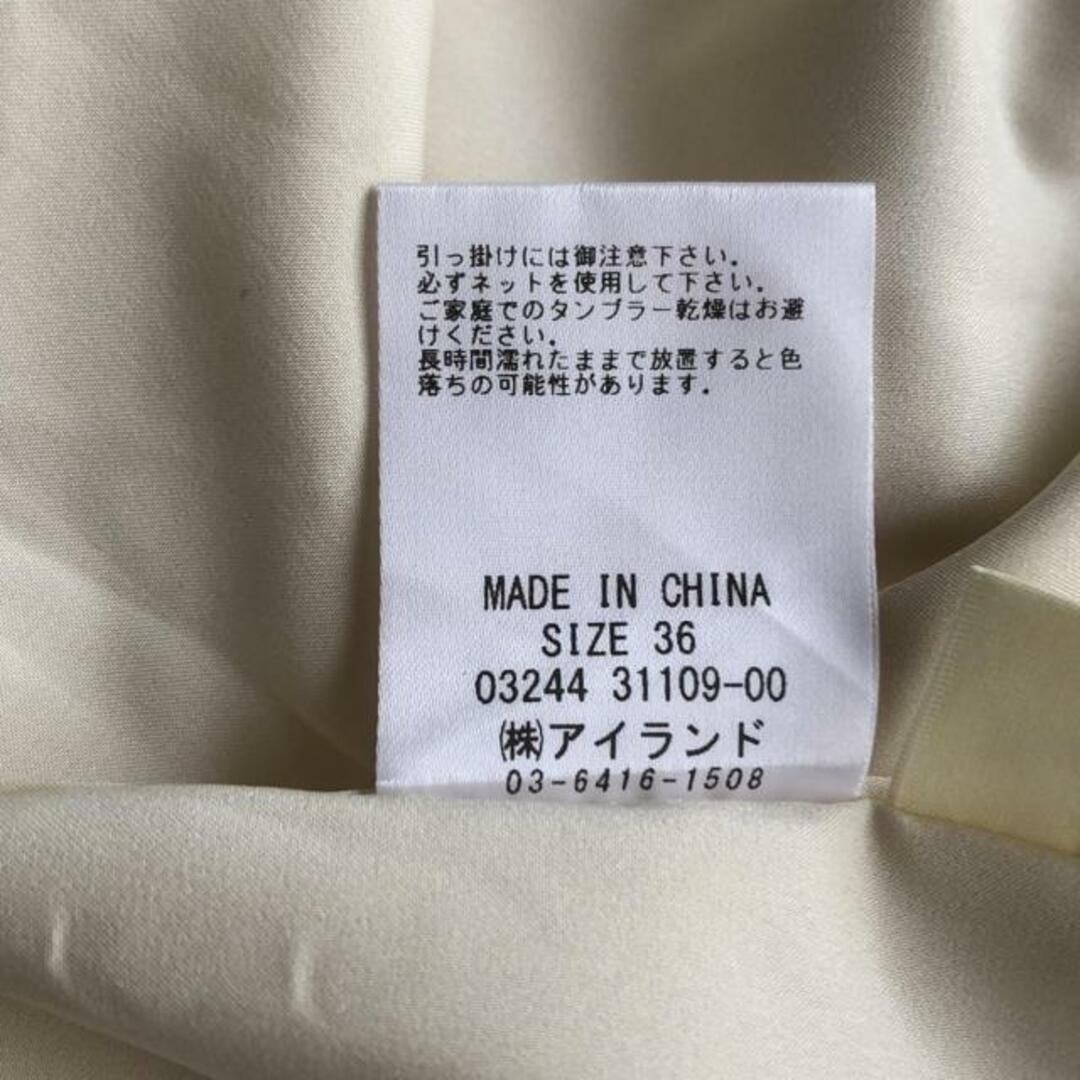 引っ掛けには御注意下さい.
必ずネットを使用して下さい.
ご家庭でのタンブラー乾燥はお避
けください.
長時間濡れたままで放置すると色
落ちの可能性があります.
MADE IN CHINA
SIZE 36
03244 31109-00
㈱アイランド
03-6416-1508